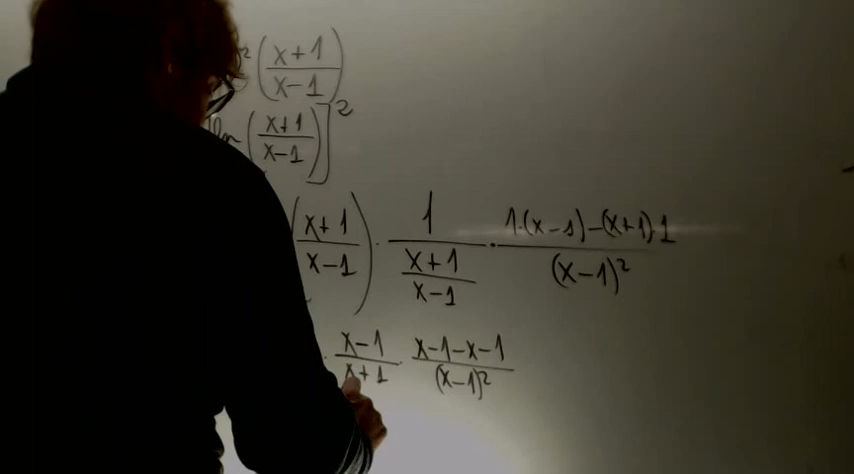 ² (x+1)/(x-1)
ln ((x+1)/(x-1))]²
((x+1)/(x-1)) · 1/((x+1)/(x-1)) · (1·(x-1)-(x+1)·1)/(x-1)²
· (x-1)/(x+1) · (x-1-x-1)/(x-1)²